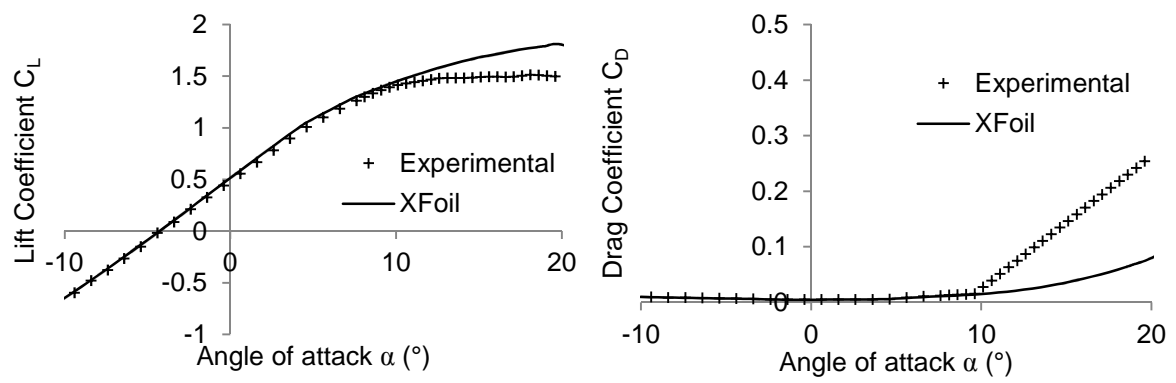 Lift Coefficient C_L
2
1.5
1
0.5
0
-0.5
-1
-10
0
10
20
Experimental
XFoil
Angle of attack α (°)
Drag Coefficient C_D
0.5
0.4
0.3
0.2
0.1
0
-10
0
10
20
Experimental
XFoil
Angle of attack α (°)